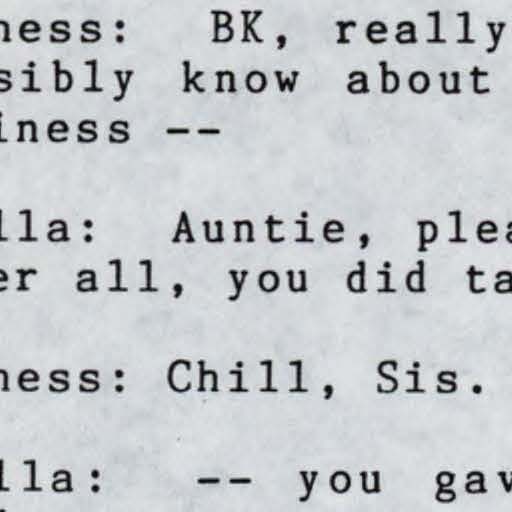 ness: BK, really
sibly know about
iness --
lla: Auntie, plea
er all, you did ta
ness: Chill, Sis.
lla: -- you gav